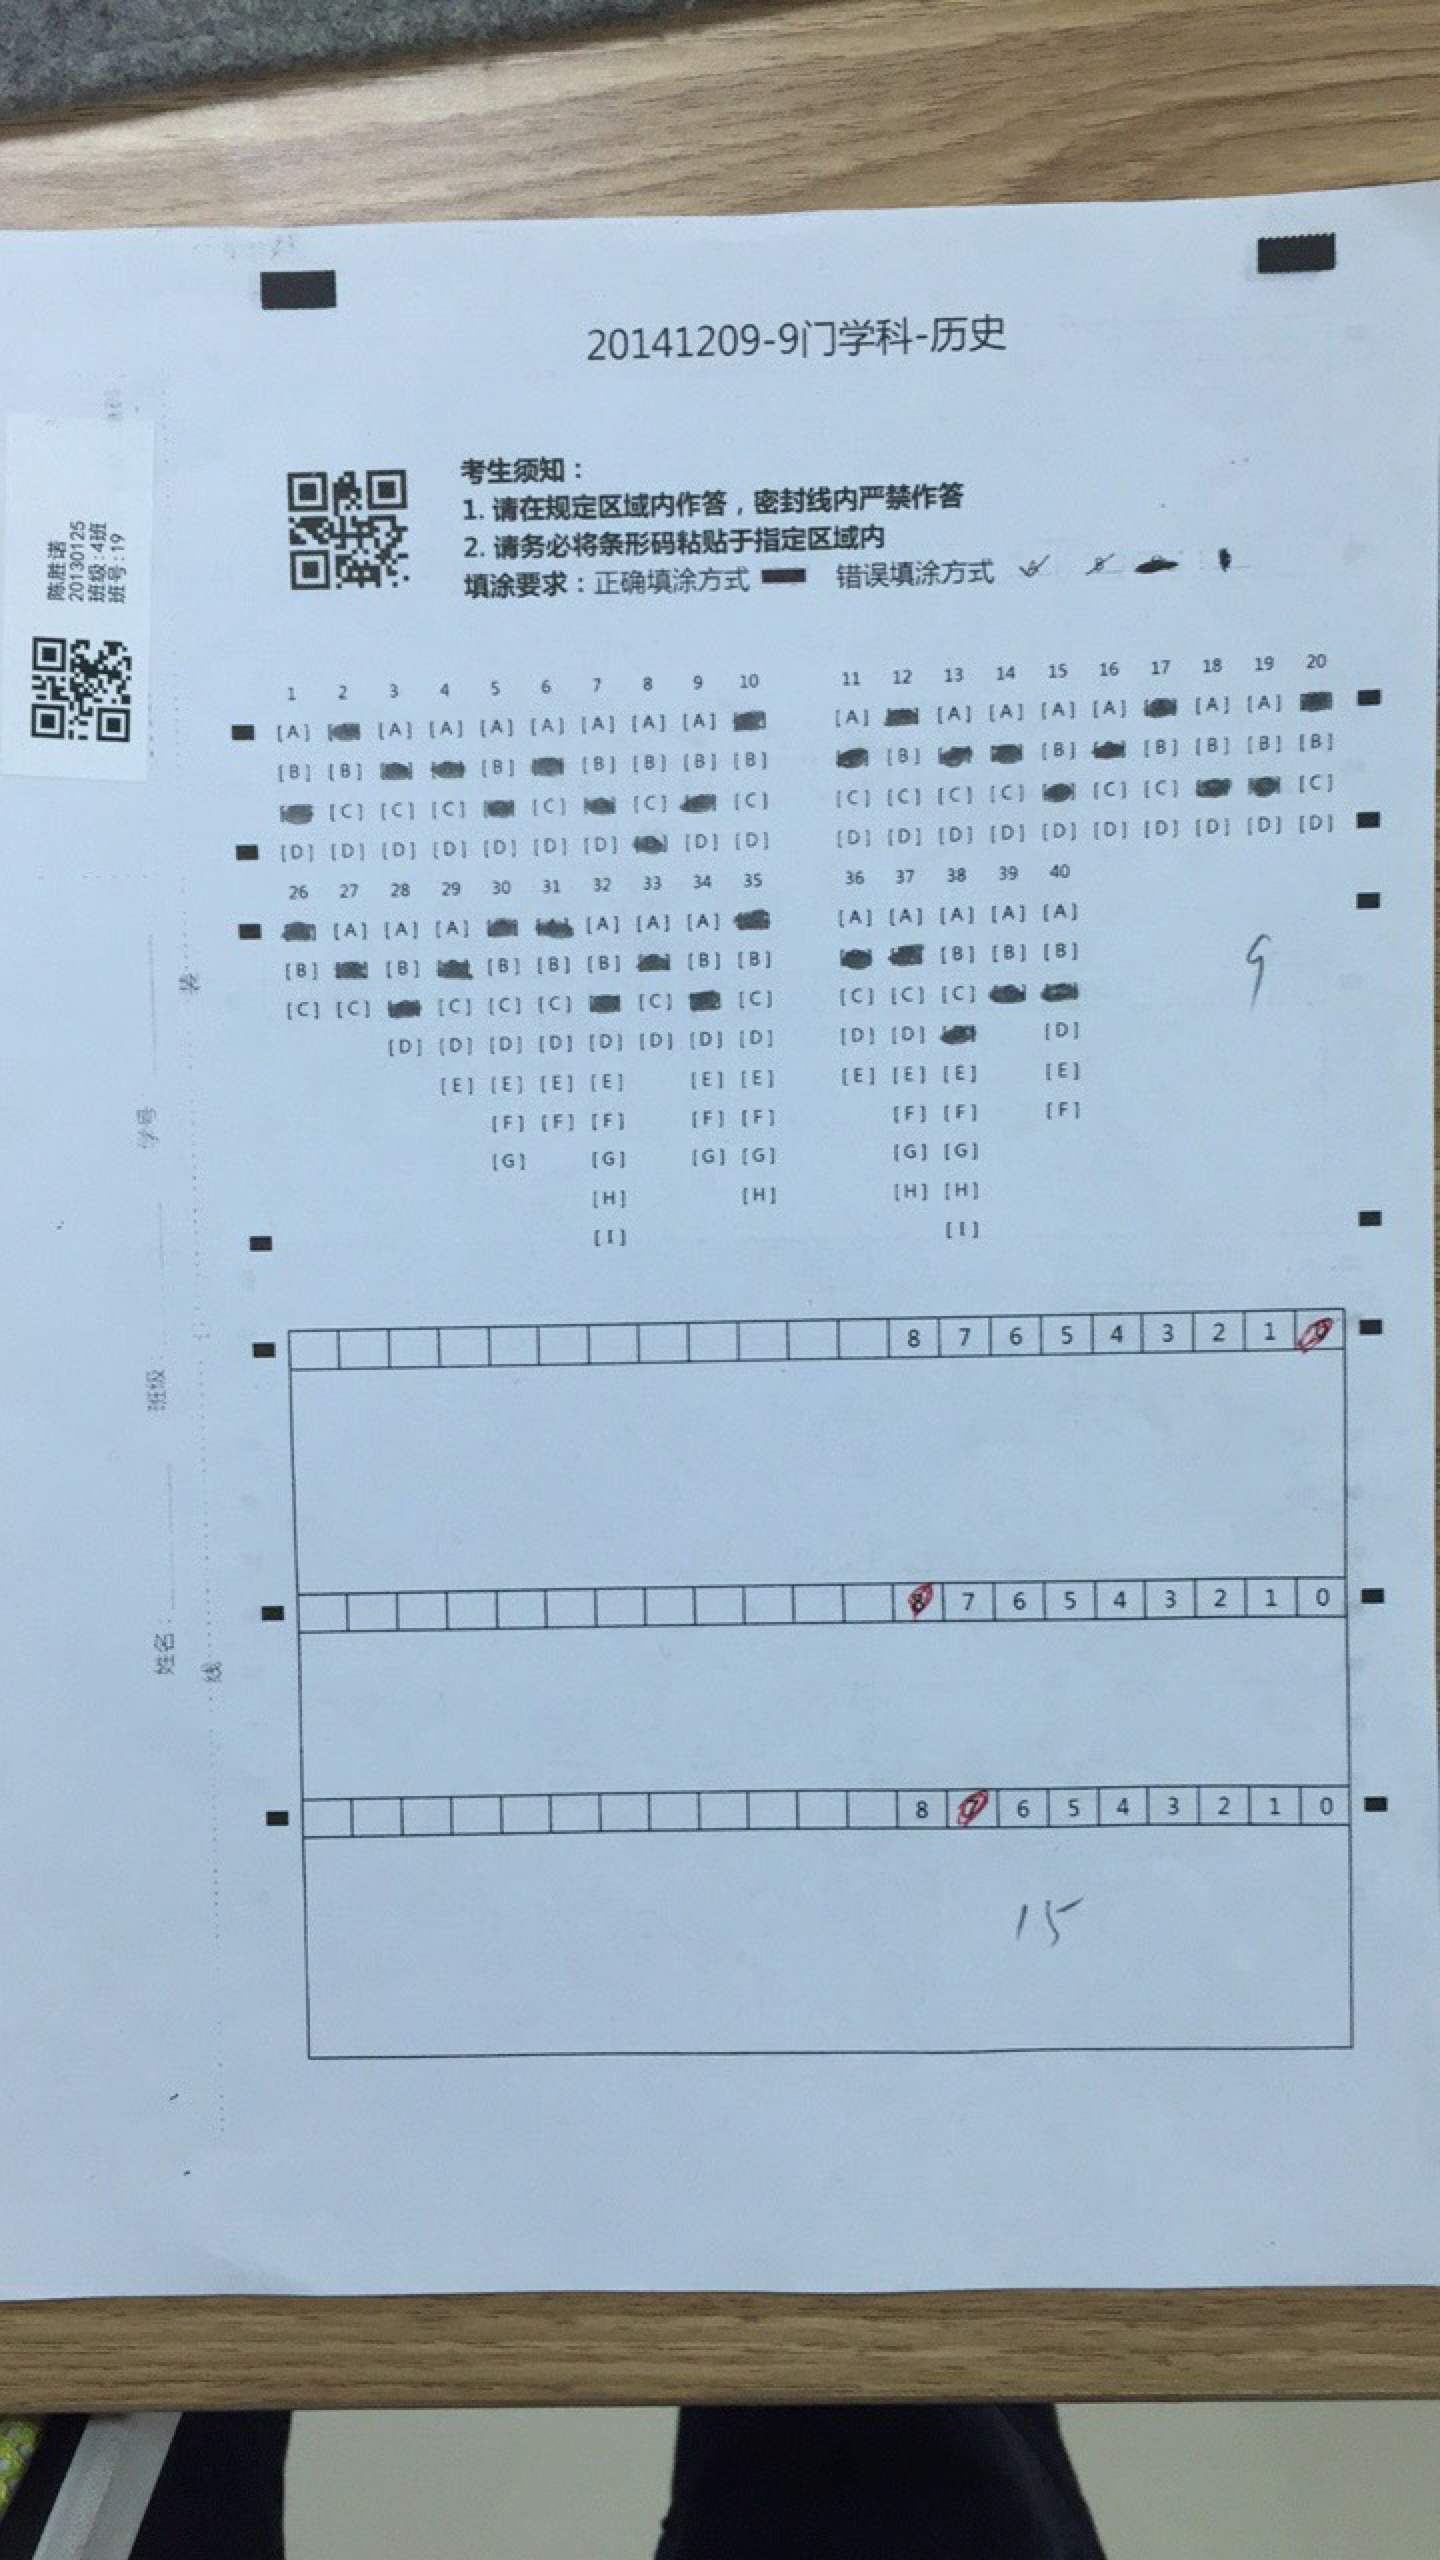 20141209-9门学科-历史
陈胜诺
20130125
班级:4班
班号:19
考生须知：
1. 请在规定区域内作答，密封线内严禁作答
2. 请务必将条形码粘贴于指定区域内
填涂要求：正确填涂方式 错误填涂方式
1 2 3 4 5 6 7 8 9 10 11 12 13 14 15 16 17 18 19 20
[A] [A] [A] [A] [A] [A] [A] [A] [A] [A] [A] [A] [A] [A] [A]
[B] [B] [B] [B] [B] [B] [B] [B] [B] [B] [B] [B] [B] [B]
[C] [C] [C] [C] [C] [C] [C] [C] [C] [C] [C] [C] [C] [C]
[D] [D] [D] [D] [D] [D] [D] [D] [D] [D] [D] [D] [D] [D] [D] [D] [D] [D] [D]
26 27 28 29 30 31 32 33 34 35 36 37 38 39 40
[A] [A] [A] [A] [A] [A] [A] [A] [A] [A] [A]
[B] [B] [B] [B] [B] [B] [B] [B] [B] [B]
[C] [C] [C] [C] [C] [C] [C] [C] [C] [C]
[D] [D] [D] [D] [D] [D] [D] [D] [D] [D] [D]
[E] [E] [E] [E] [E] [E] [E] [E] [E] [E]
[F] [F] [F] [F] [F] [F] [F] [F]
[G] [G] [G] [G] [G] [G]
[H] [H] [H] [H]
[I] [I]
9
8 7 6 5 4 3 2 1 0
8 7 6 5 4 3 2 1 0
8 7 6 5 4 3 2 1 0
15
学号
班级
姓名：
装
线